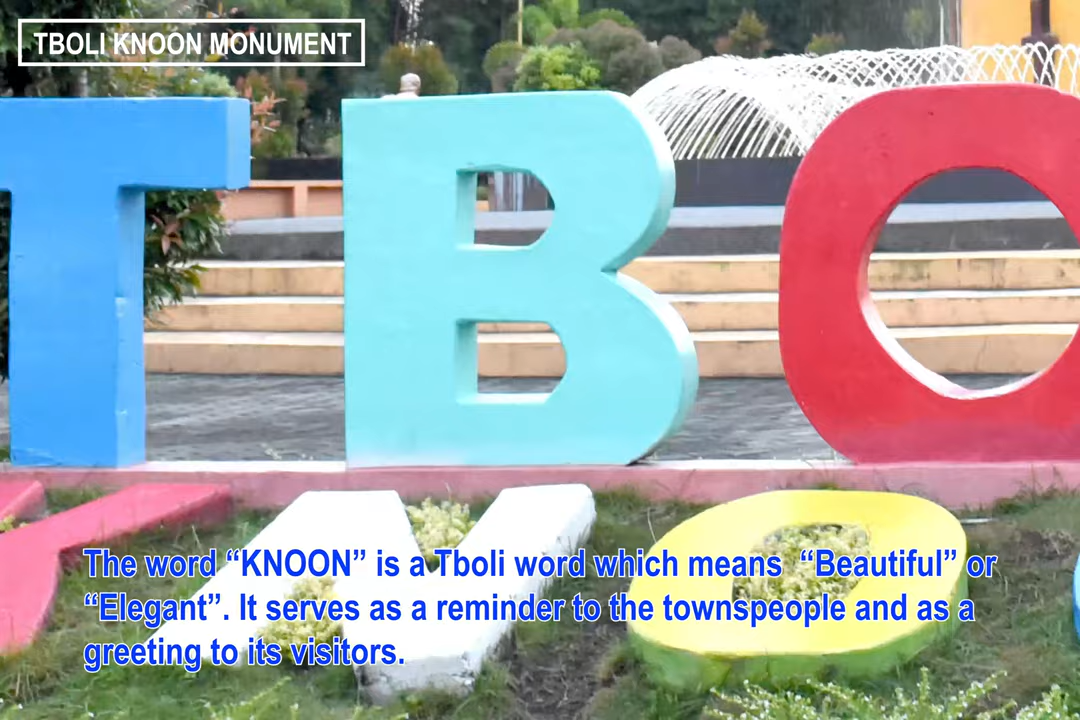 TBOLI KNOON MONUMENT
TBO
KNO
The word “KNOON” is a Tboli word which means “Beautiful” or
“Elegant”. It serves as a reminder to the townspeople and as a
greeting to its visitors.